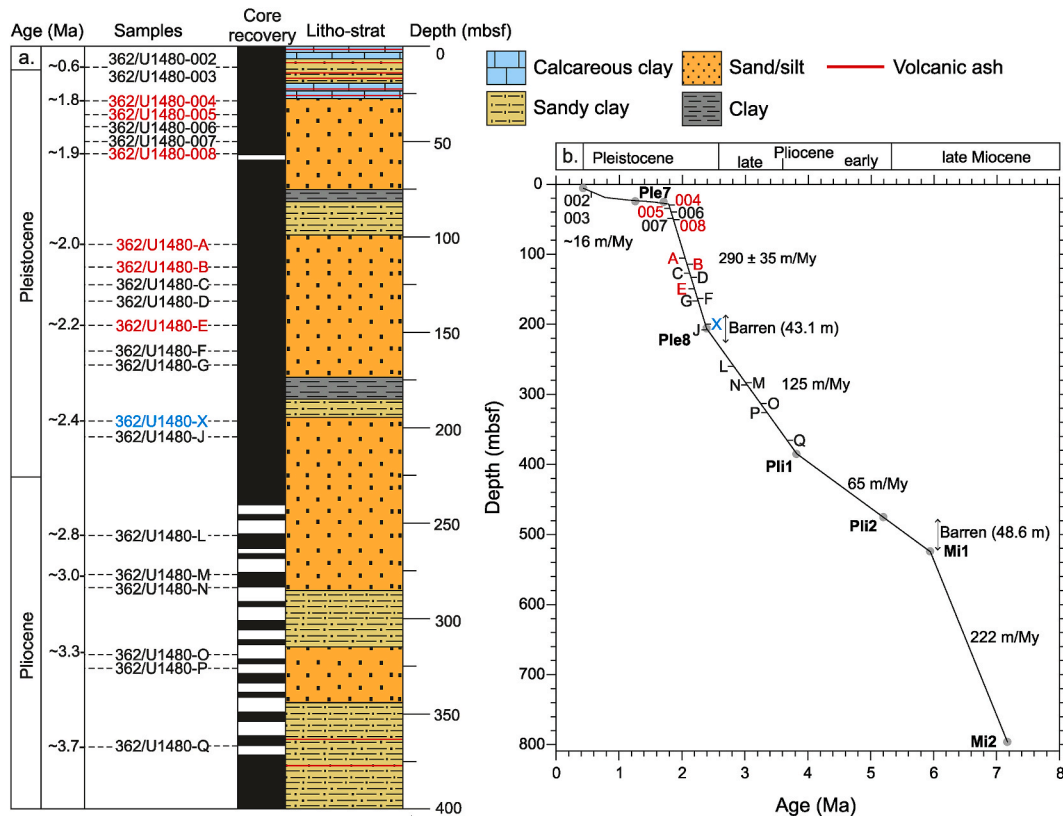 Age (Ma)
Samples
Core recovery
Litho-strat
Depth (mbsf)
a.
Pleistocene
Pliocene
~0.6
~1.8
~1.9
~2.0
~2.2
~2.4
~2.8
~3.0
~3.3
~3.7
362/U1480-002
362/U1480-003
362/U1480-004
362/U1480-005
362/U1480-006
362/U1480-007
362/U1480-008
362/U1480-A
362/U1480-B
362/U1480-C
362/U1480-D
362/U1480-E
362/U1480-F
362/U1480-G
362/U1480-X
362/U1480-J
362/U1480-L
362/U1480-M
362/U1480-N
362/U1480-O
362/U1480-P
362/U1480-Q
0
50
100
150
200
250
300
350
400
Calcareous clay
Sand/silt
Volcanic ash
Sandy clay
Clay
b.
Pleistocene
late
Pliocene
early
late Miocene
0
100
200
300
400
500
600
700
800
Depth (mbsf)
002
003
Ple7
004
005
006
007
008
~16 m/My
A
B
290 ± 35 m/My
C
D
E
F
G
X
J
Ple8
Barren (43.1 m)
L
N
M
125 m/My
O
P
Q
Pli1
65 m/My
Pli2
Barren (48.6 m)
Mi1
222 m/My
Mi2
0
1
2
3
4
5
6
7
8
Age (Ma)